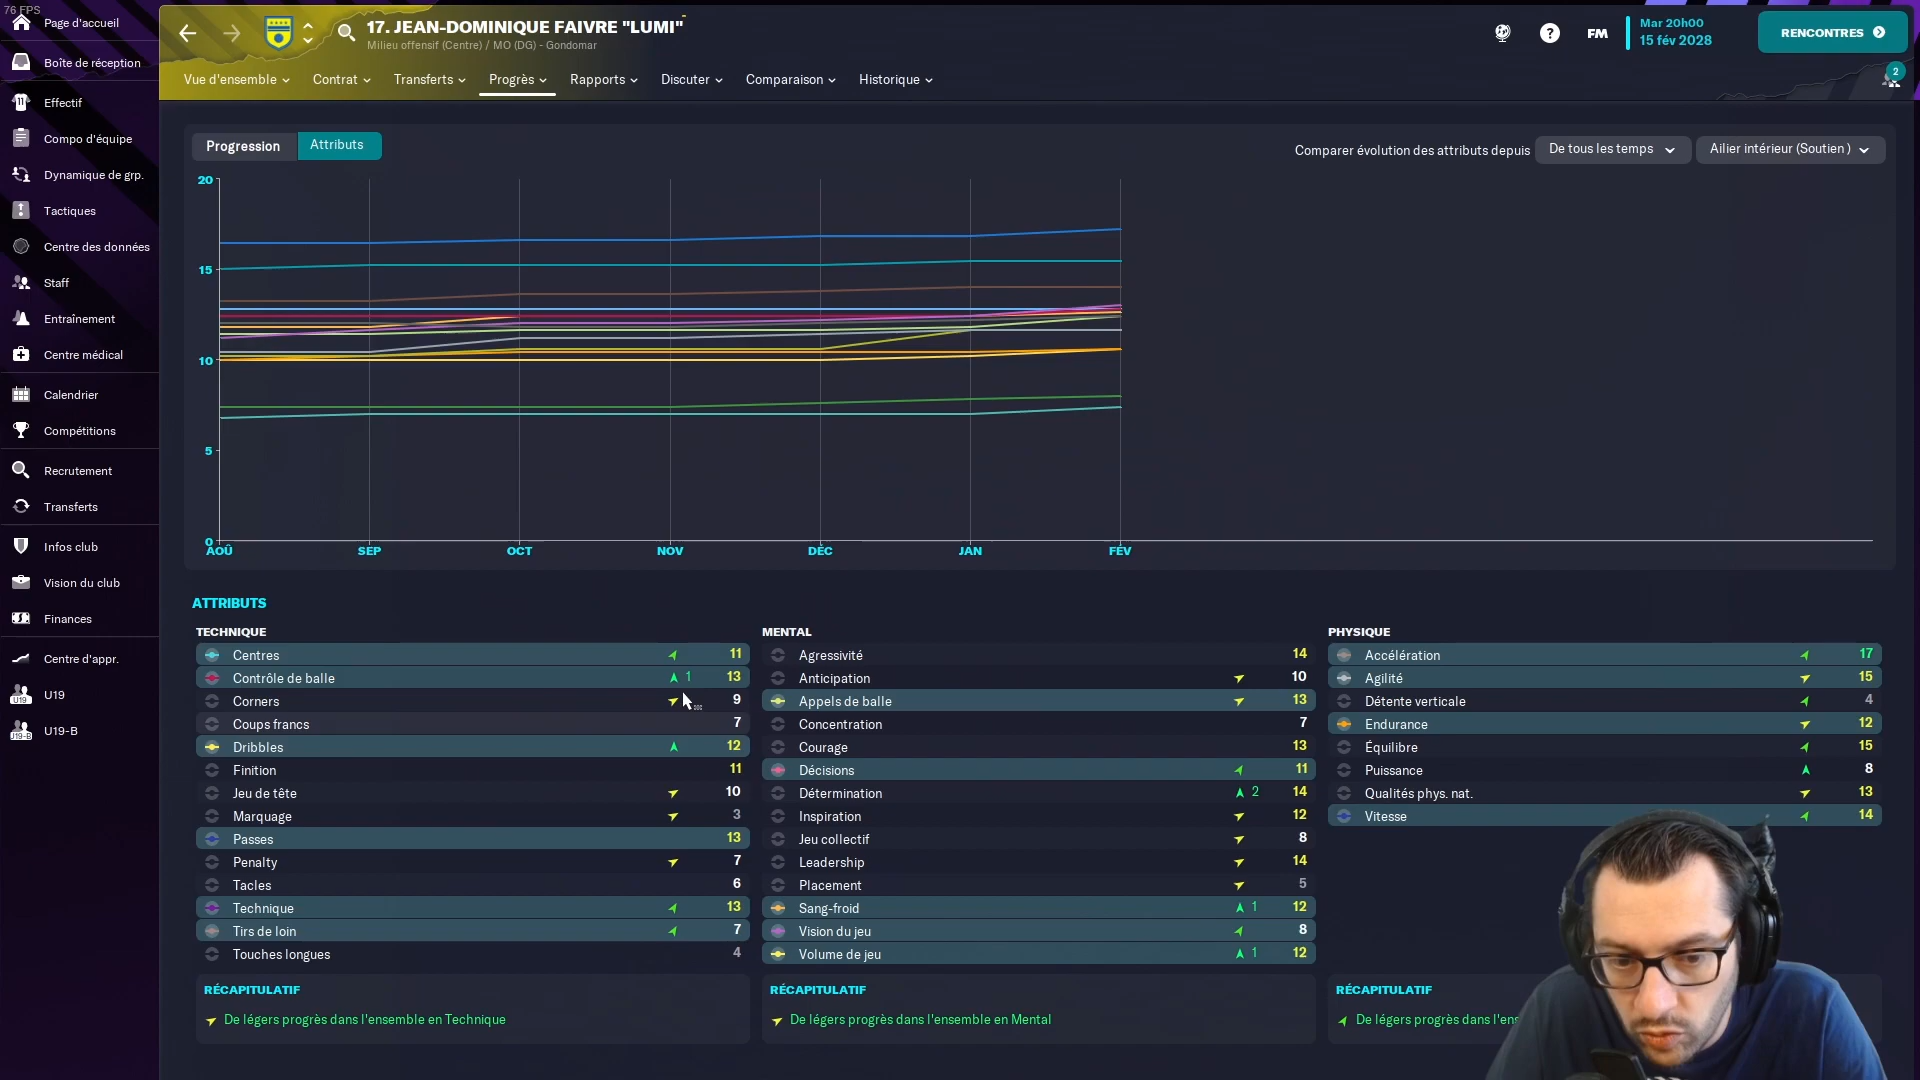 76 FPS
Page d'accueil
Boîte de réception
Effectif
Compo d'équipe
Dynamique de grp.
Tactiques
Centre des données
Staff
Entraînement
Centre médical
Calendrier
Compétitions
Recrutement
Transferts
Infos club
Vision du club
Finances
Centre d'appr.
U19
U19-B
17. JEAN-DOMINIQUE FAIVRE "LUMI"
Milieu offensif (Centre) / MO (DG) - Gondomar
FM
Mar 20h00
15 fév 2028
RENCONTRES
2
Vue d'ensemble
Contrat
Transferts
Progrès
Rapports
Discuter
Comparaison
Historique
Progression
Attributs
Comparer évolution des attributs depuis
De tous les temps
Ailier intérieur (Soutien )
20
15
10
5
0
AOÛ SEP OCT NOV DÉC JAN FÉV
ATTRIBUTS
TECHNIQUE
Centres 11
Contrôle de balle 1 13
Corners 9
Coups francs 7
Dribbles 12
Finition 11
Jeu de tête 10
Marquage 3
Passes 13
Penalty 7
Tacles 6
Technique 13
Tirs de loin 7
Touches longues 4
RÉCAPITULATIF
De légers progrès dans l'ensemble en Technique
MENTAL
Agressivité 14
Anticipation 10
Appels de balle 13
Concentration 7
Courage 13
Décisions 11
Détermination 2 14
Inspiration 12
Jeu collectif 8
Leadership 14
Placement 5
Sang-froid 1 12
Vision du jeu 8
Volume de jeu 1 12
RÉCAPITULATIF
De légers progrès dans l'ensemble en Mental
PHYSIQUE
Accélération 17
Agilité 15
Détente verticale 4
Endurance 12
Équilibre 15
Puissance 8
Qualités phys. nat. 13
Vitesse 14
RÉCAPITULATIF
De légers progrès dans